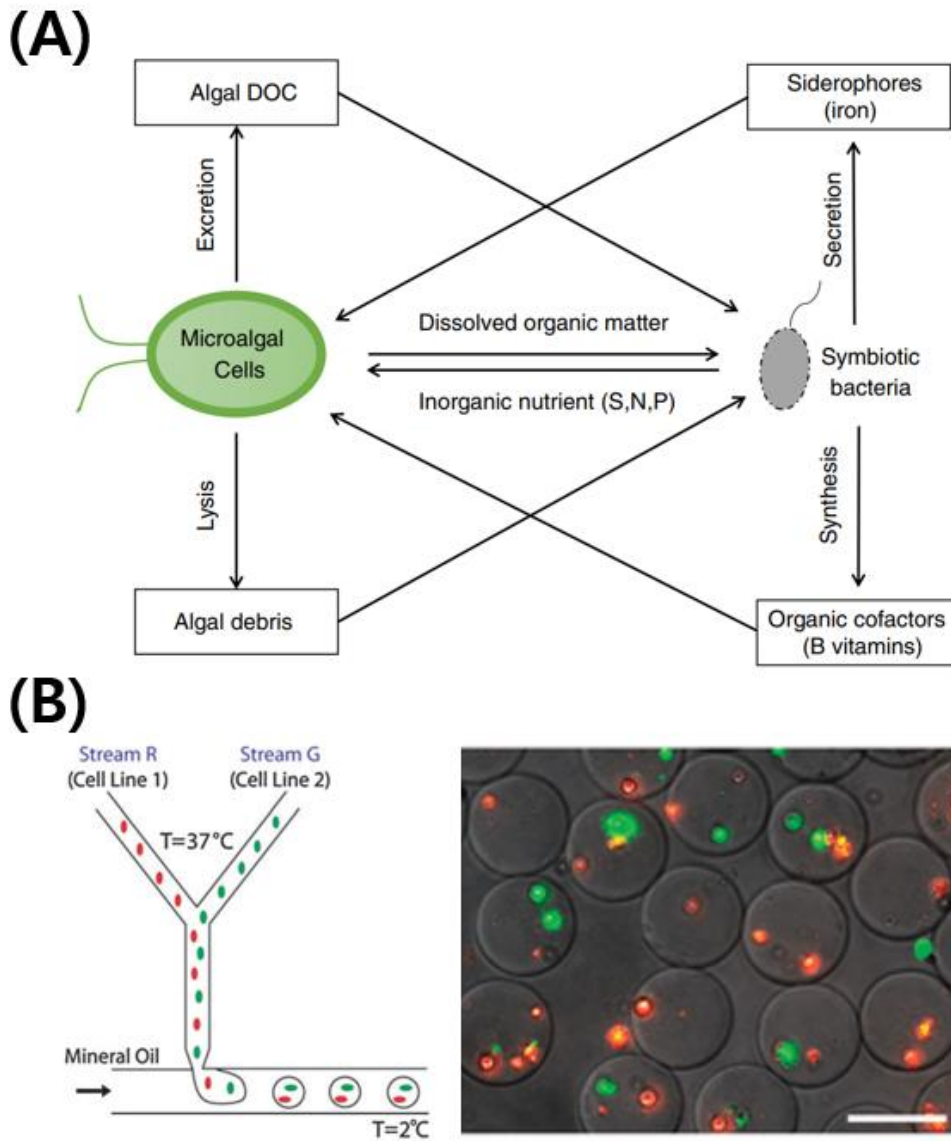 (A)
Algal DOC
Siderophores
(iron)
Excretion
Secretion
Microalgal
Cells
Dissolved organic matter
Inorganic nutrient (S,N,P)
Symbiotic
bacteria
Lysis
Synthesis
Algal debris
Organic cofactors
(B vitamins)
(B)
Stream R
(Cell Line 1)
Stream G
(Cell Line 2)
T=37°C
Mineral Oil
T=2°C